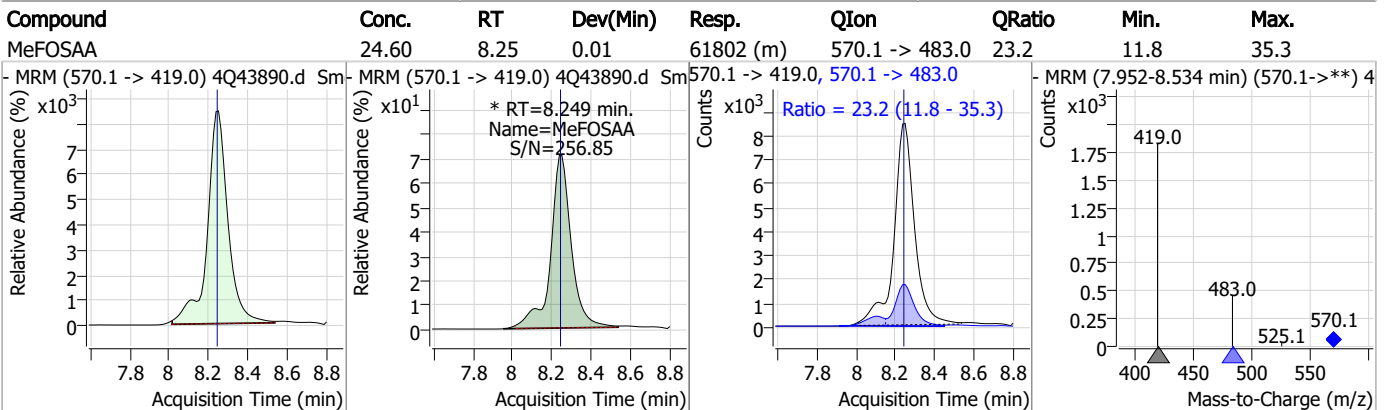 Compound Conc. RT Dev(Min) Resp. QIon QRatio Min. Max.
MeFOSAA 24.60 8.25 0.01 61802 (m) 570.1 -> 483.0 23.2 11.8 35.3
- MRM (570.1 -> 419.0) 4Q43890.d Sm
Relative Abundance (%)
x10³
7
6
5
4
3
2
1
0
7.8 8 8.2 8.4 8.6 8.8
Acquisition Time (min)
- MRM (570.1 -> 419.0) 4Q43890.d Sm
Relative Abundance (%)
x10¹
* RT=8.249 min.
Name=MeFOSAA
S/N=256.85
7
6
5
4
3
2
1
0
7.8 8 8.2 8.4 8.6 8.8
Acquisition Time (min)
570.1 -> 419.0, 570.1 -> 483.0
Counts
x10³
Ratio = 23.2 (11.8 - 35.3)
8
7
6
5
4
3
2
1
0
7.8 8 8.2 8.4 8.6 8.8
Acquisition Time (min)
- MRM (7.952-8.534 min) (570.1->**) 4
Counts
x10³
419.0
1.75
1.5
1.25
1
0.75
483.0
0.5
570.1
0.25
525.1
0
400 450 500 550
Mass-to-Charge (m/z)